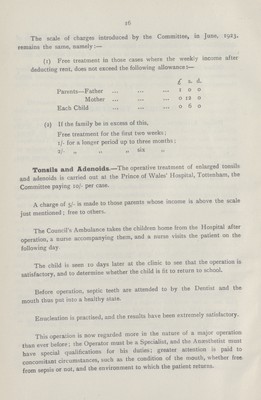 16
The scale of charges introduced by the Committee, in June, 1923,
remains the same, namely:—
(1) Free treatment in those cases where the weekly income after
deducting rent, does not exceed the following allowance:—
£ s. d.
Parents—Father ... ... ... 1 0 0
Mother ... ... ... 0 12 0
Each Child ... ... ... 0 6 0
(2) If the family be in excess of this,
Free treatment for the first two weeks;
1/- for a longer period up to three months;
2/- „ „ „ six „
Tonsils and Adenoids.—The operative treatment of enlarged tonsils
and adenoids is carried out at the Prince of Wales' Hospital, Tottenham, the
Committee paying 10/- per case.
A charge of 5/- is made to those parents whose income is above the scale
just mentioned; free to others.
The Council's Ambulance takes the children home from the Hospital after
operation, a nurse accompanying them, and a nurse visits the patient on the
following day
The child is seen 10 days later at the clinic to see that the operation is
satisfactory, and to determine whether the child is fit to return to school.
Before operation, septic teeth are attended to by the Dentist and the
mouth thus put into a healthy state.
Enucleation is practised, and the results have been extremely satisfactory.
This operation is now regarded more in the nature of a major operation
than ever before; the Operator must be a Specialist, and the Anæsthetist must
have special qualifications for his duties; greater attention is paid to
concomitant circumstances, such as the condition of the mouth, whether free
from sepsis or not, and the environment to which the patient returns.